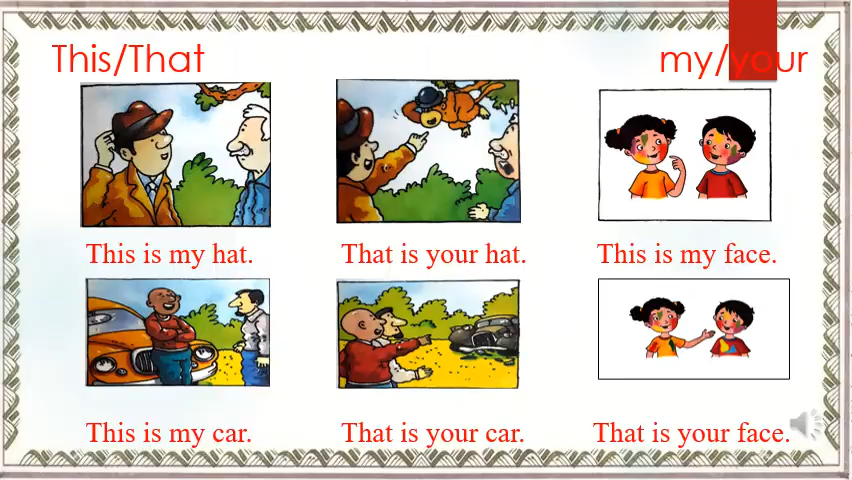 This/That
my/your
This is my hat.
That is your hat.
This is my face.
This is my car.
That is your car.
That is your face.